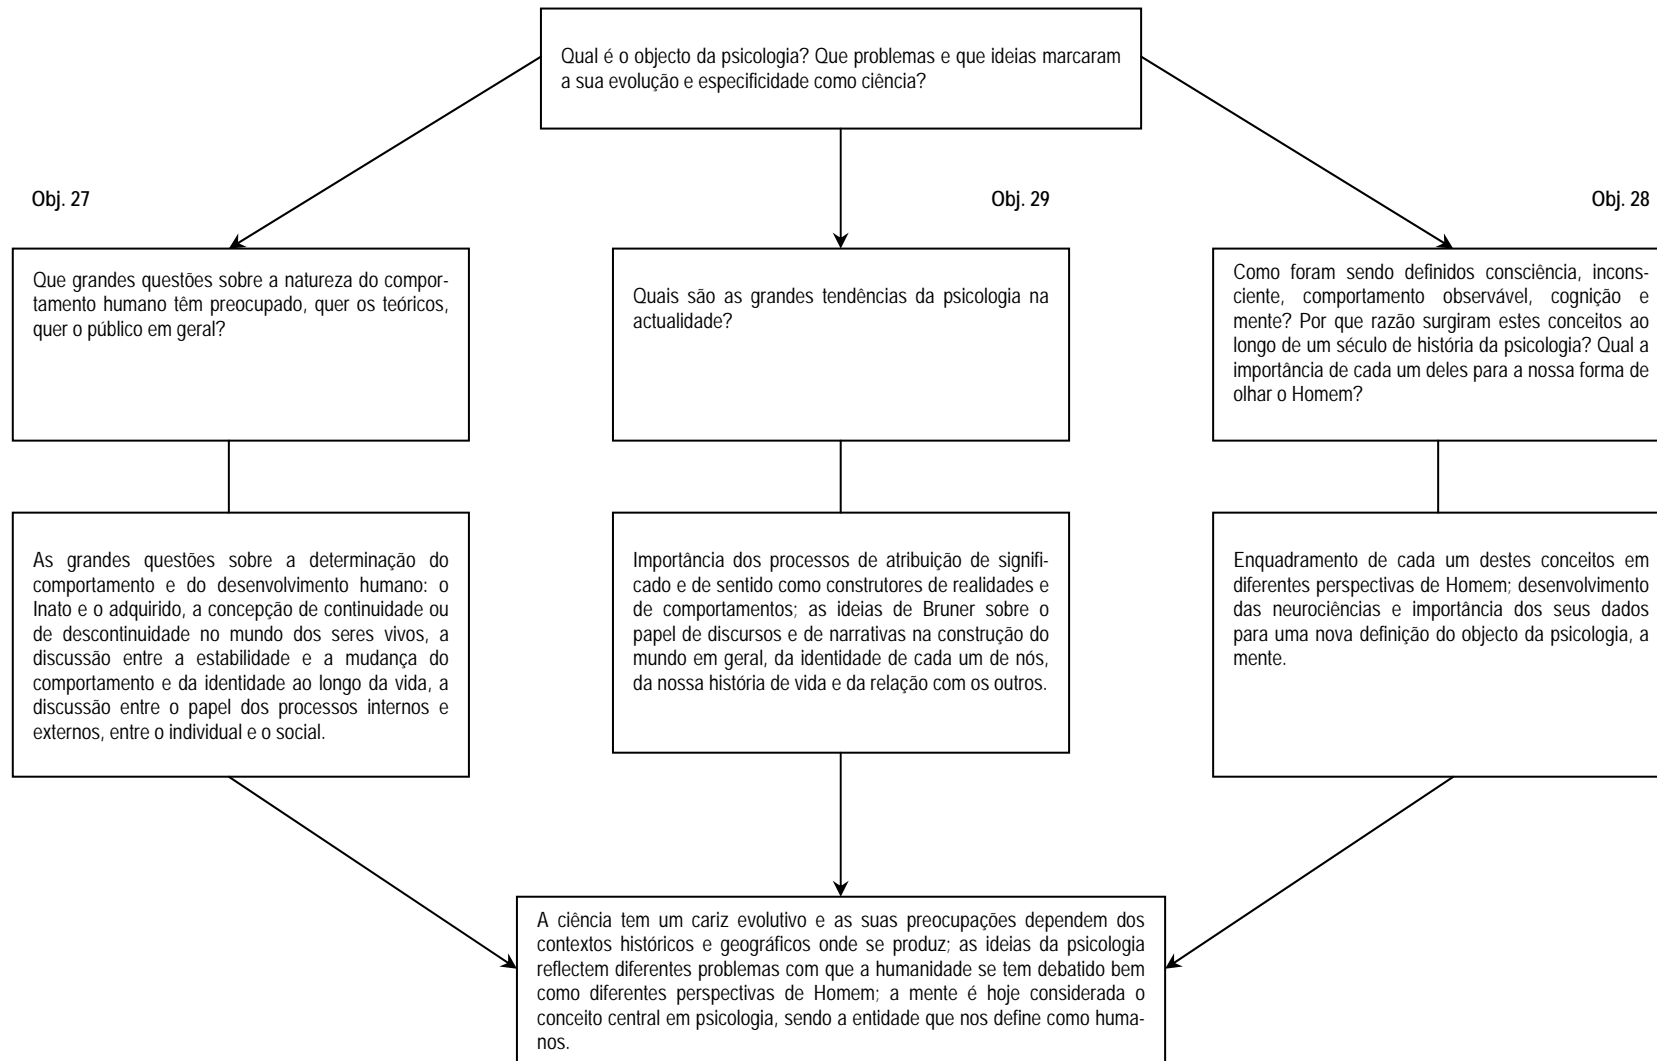 Qual é o objecto da psicologia? Que problemas e que ideias marcaram
a sua evolução e especificidade como ciência?
Obj. 27
Obj. 29
Obj. 28
Que grandes questões sobre a natureza do compor-
tamento humano têm preocupado, quer os teóricos,
quer o público em geral?
Quais são as grandes tendências da psicologia na
actualidade?
Como foram sendo definidos consciência, incons-
ciente, comportamento observável, cognição e
mente? Por que razão surgiram estes conceitos ao
longo de um século de história da psicologia? Qual a
importância de cada um deles para a nossa forma de
olhar o Homem?
As grandes questões sobre a determinação do
comportamento e do desenvolvimento humano: o
Inato e o adquirido, a concepção de continuidade ou
de descontinuidade no mundo dos seres vivos, a
discussão entre a estabilidade e a mudança do
comportamento e da identidade ao longo da vida, a
discussão entre o papel dos processos internos e
externos, entre o individual e o social.
Importância dos processos de atribuição de signifi-
cado e de sentido como construtores de realidades e
de comportamentos; as ideias de Bruner sobre o
papel de discursos e de narrativas na construção do
mundo em geral, da identidade de cada um de nós,
da nossa história de vida e da relação com os outros.
Enquadramento de cada um destes conceitos em
diferentes perspectivas de Homem; desenvolvimento
das neurociências e importância dos seus dados
para uma nova definição do objecto da psicologia, a
mente.
A ciência tem um cariz evolutivo e as suas preocupações dependem dos
contextos históricos e geográficos onde se produz; as ideias da psicologia
reflectem diferentes problemas com que a humanidade se tem debatido bem
como diferentes perspectivas de Homem; a mente é hoje considerada o
conceito central em psicologia, sendo a entidade que nos define como huma-
nos.